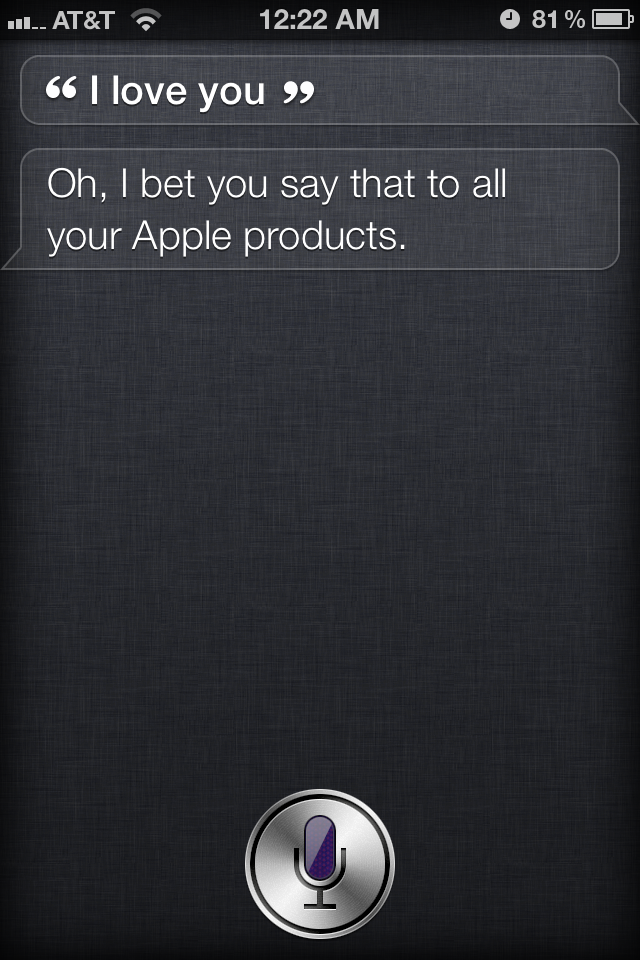 AT&T 12:22 AM 81 %
“ I love you ”
Oh, I bet you say that to all
your Apple products.